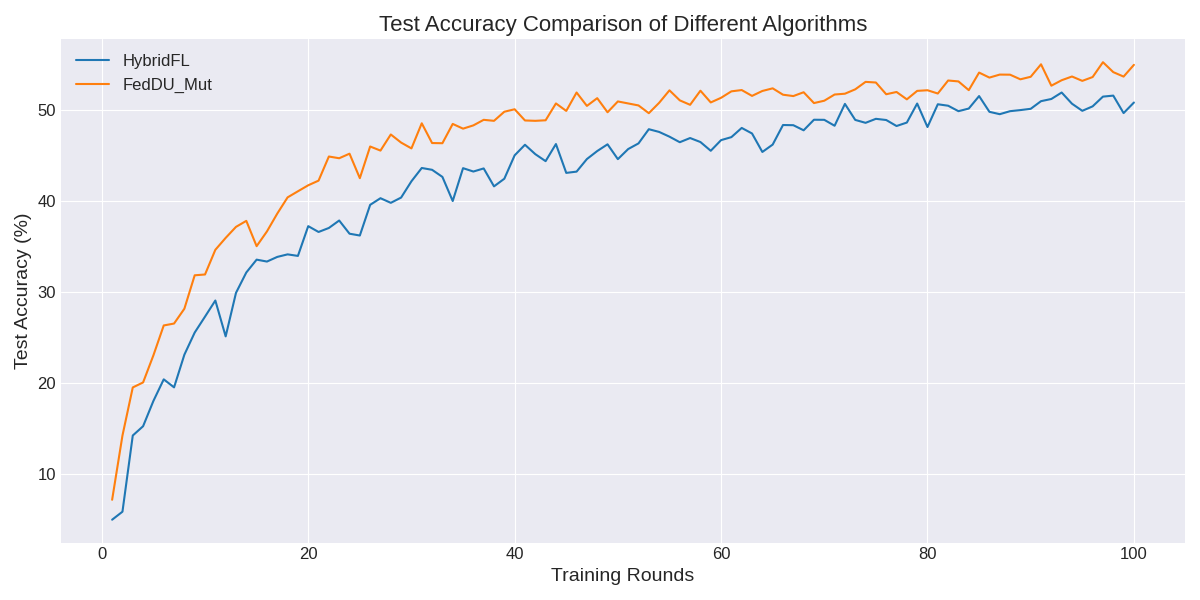 Test Accuracy Comparison of Different Algorithms
HybridFL
FedDU_Mut
Test Accuracy (%)
50
40
30
20
10
0 20 40 60 80 100
Training Rounds